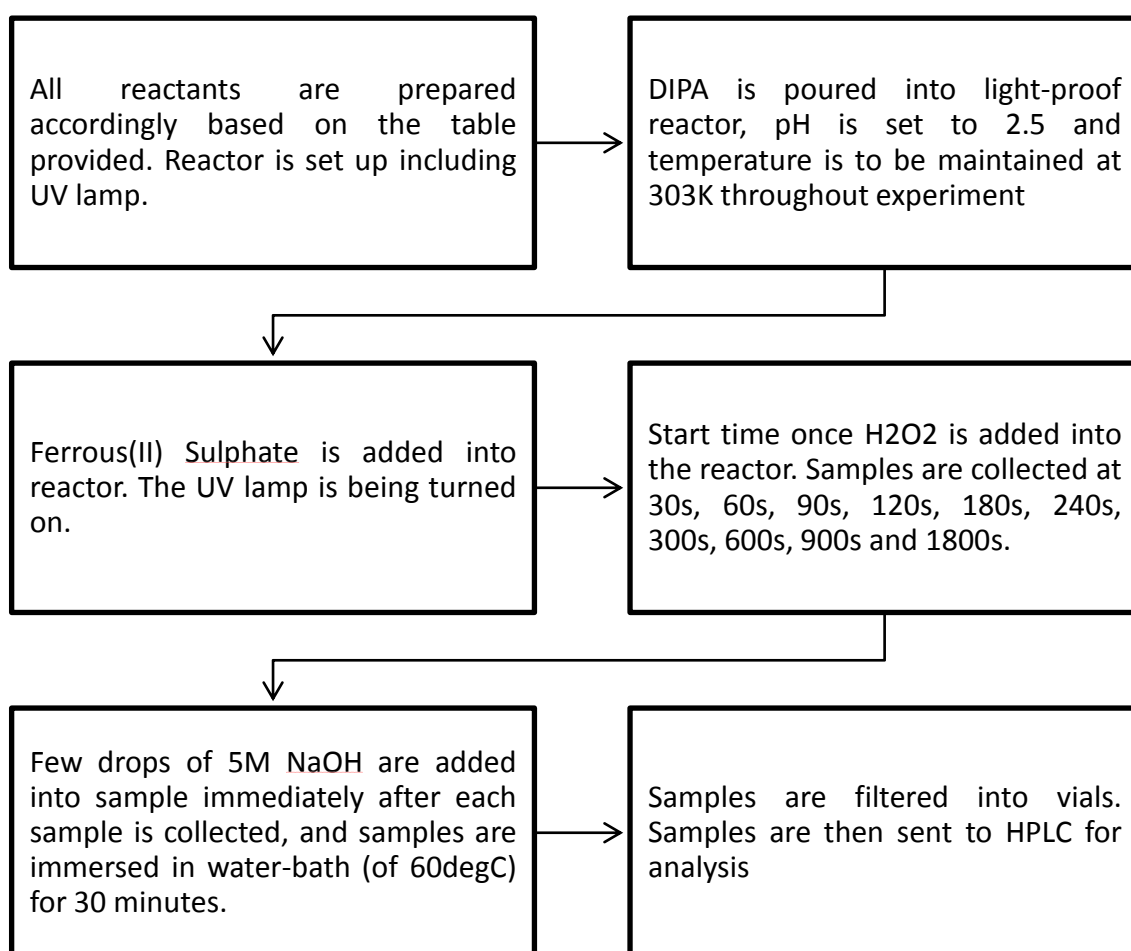 All reactants are prepared
accordingly based on the table
provided. Reactor is set up including
UV lamp.
DIPA is poured into light-proof
reactor, pH is set to 2.5 and
temperature is to be maintained at
303K throughout experiment
Ferrous(II) Sulphate is added into
reactor. The UV lamp is being turned
on.
Start time once H2O2 is added into
the reactor. Samples are collected at
30s, 60s, 90s, 120s, 180s, 240s,
300s, 600s, 900s and 1800s.
Few drops of 5M NaOH are added
into sample immediately after each
sample is collected, and samples are
immersed in water-bath (of 60degC)
for 30 minutes.
Samples are filtered into vials.
Samples are then sent to HPLC for
analysis